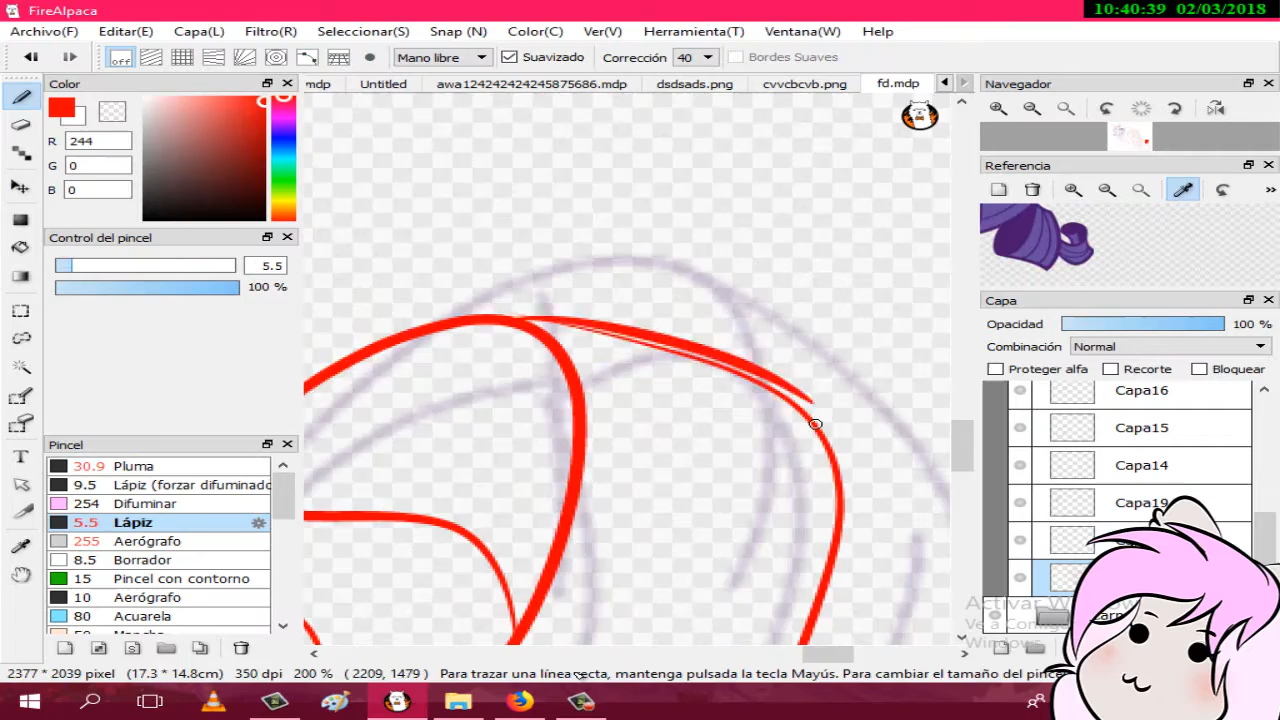 FireAlpaca
10:40:39 02/03/2018
Archivo(F) Editar(E) Capa(L) Filtro(R) Seleccionar(L) Snap (N) Color(C) Ver(V) Herramienta(T) Ventana(W) Help
off Mano libre Suavizado Corrección 40 Bordes Suaves
Color
mdp Untitled awa124242424245875686.mdp dsdsads.png cvvcbcvb.png fd.mdp
Navegador
R 244
G 0
B 0
Referencia
Control del pincel
5.5
100 %
Capa
Opacidad 100 %
Combinación Normal
Proteger alfa Recorte Bloquear
Capa16
Capa15
Capa14
Capa19
Pincel
30.9 Pluma
9.5 Lápiz (forzar difuminado
254 Difuminar
5.5 Lápiz
255 Aerógrafo
8.5 Borrador
15 Pincel con contorno
10 Aerógrafo
80 Acuarela
50 Mancha
Activar
Ve a
Windows.
2377 * 2039 pixel (17.3 * 14.8cm) 350 dpi 200 % (2209, 1479) Para trazar una línea recta, mantenga pulsada la tecla Mayús. Para cambiar el tamaño del